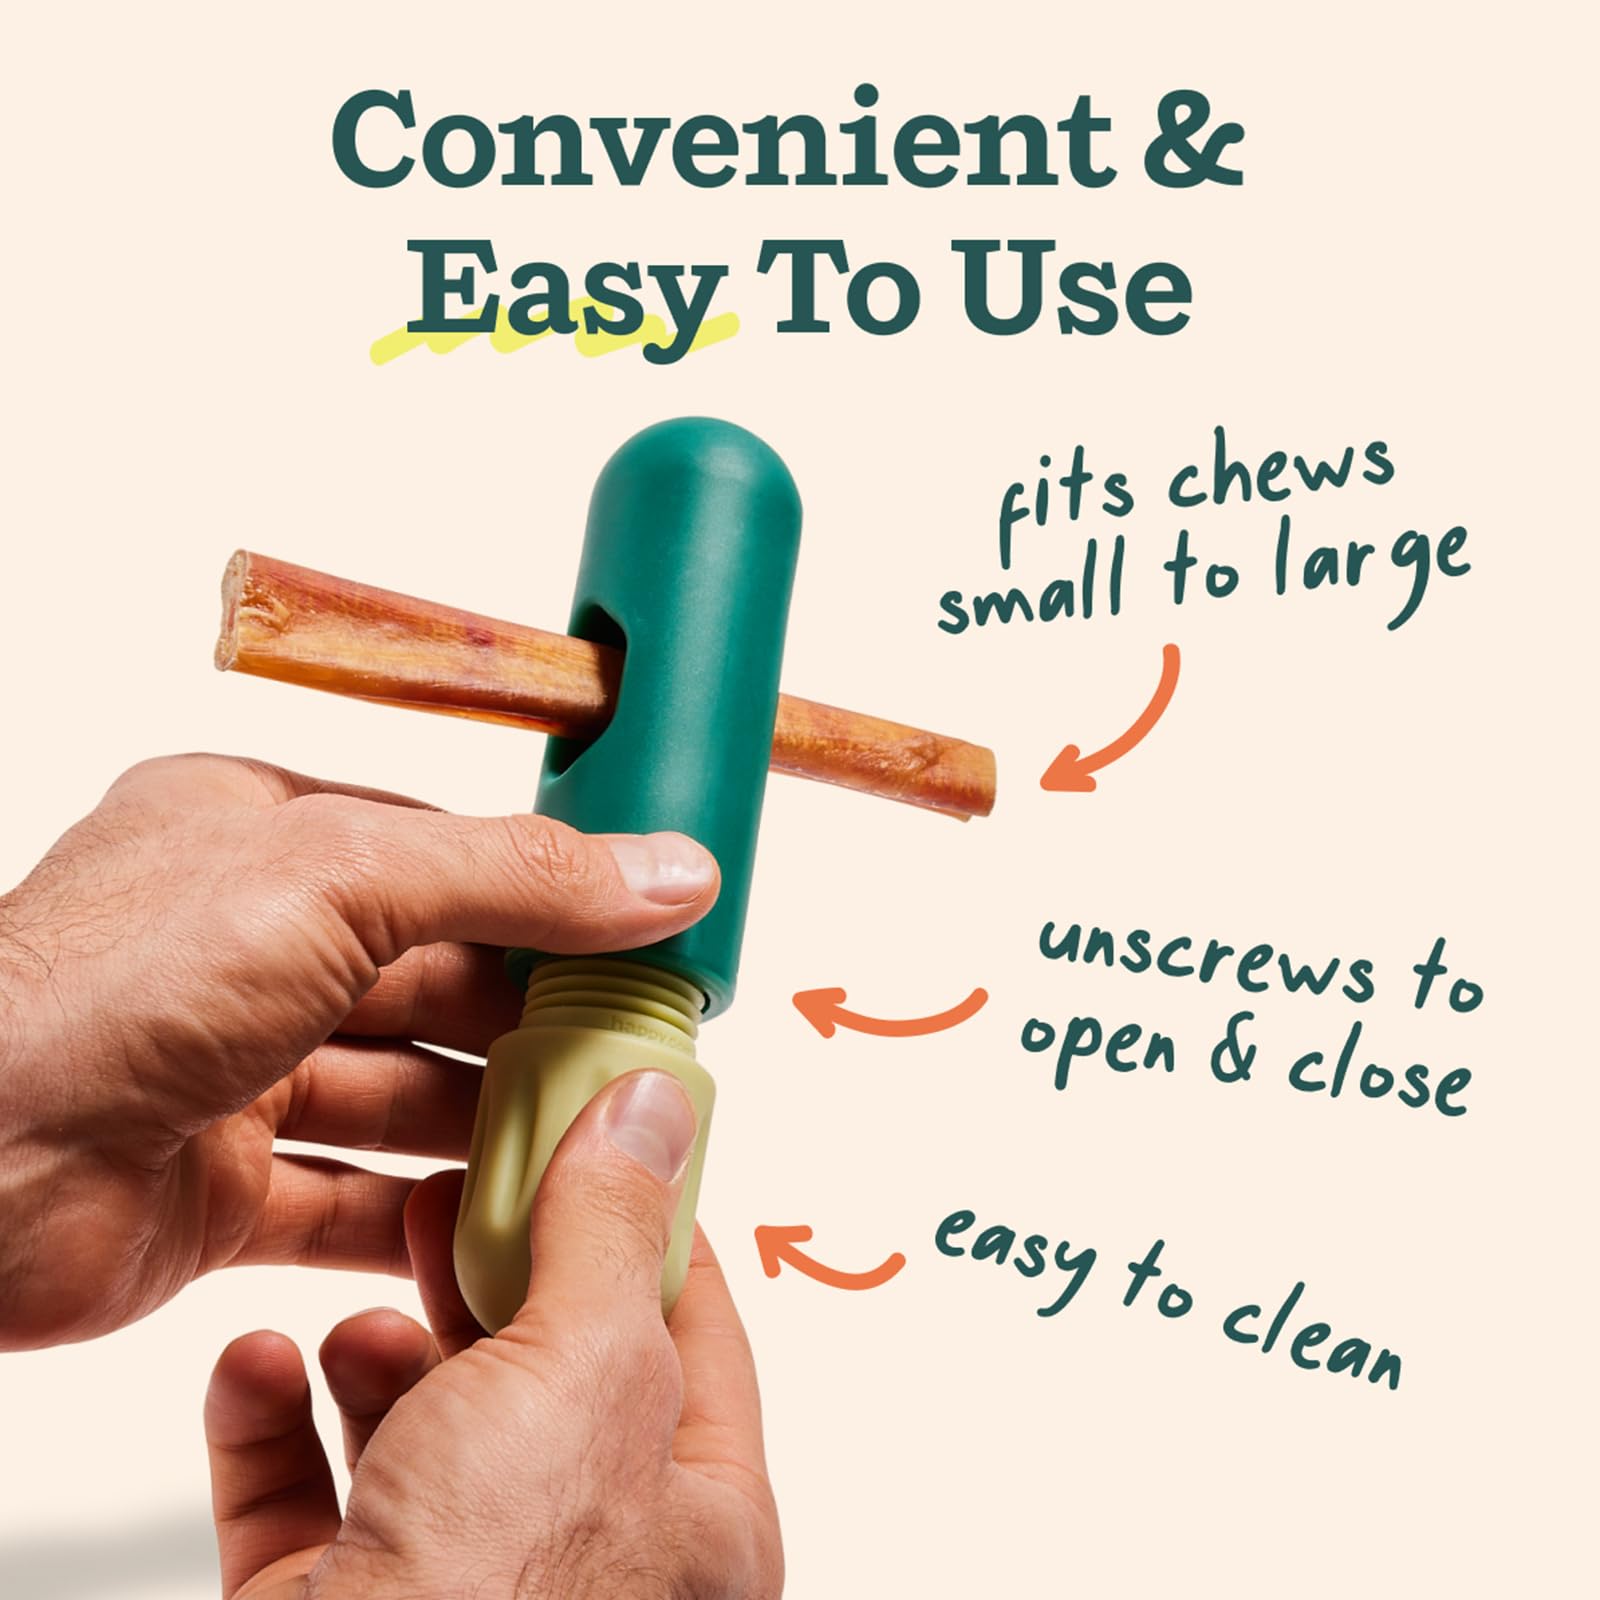 Convenient &
Easy To Use
fits chews
small to large
unscrews to
open & close
easy to clean